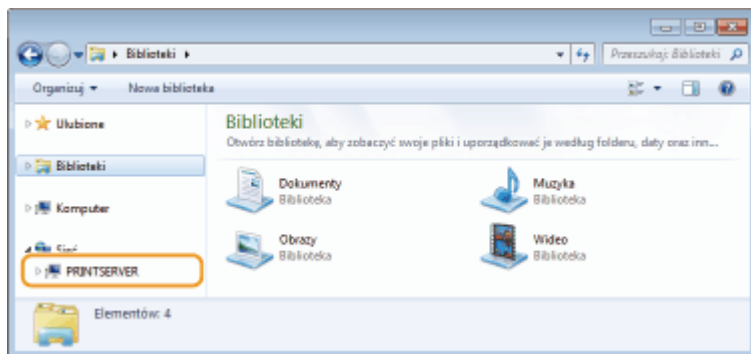 Biblioteki
Przeszukaj: Biblioteki
Organizuj
Nowa biblioteka
Ulubione
Biblioteki
Komputer
Sieć
PRINTSERVER
Biblioteki
Otwórz bibliotekę, aby zobaczyć swoje pliki i uporządkować je według folderu, daty oraz inn...
Dokumenty
Biblioteka
Muzyka
Biblioteka
Obrazy
Biblioteka
Wideo
Biblioteka
Elementów: 4